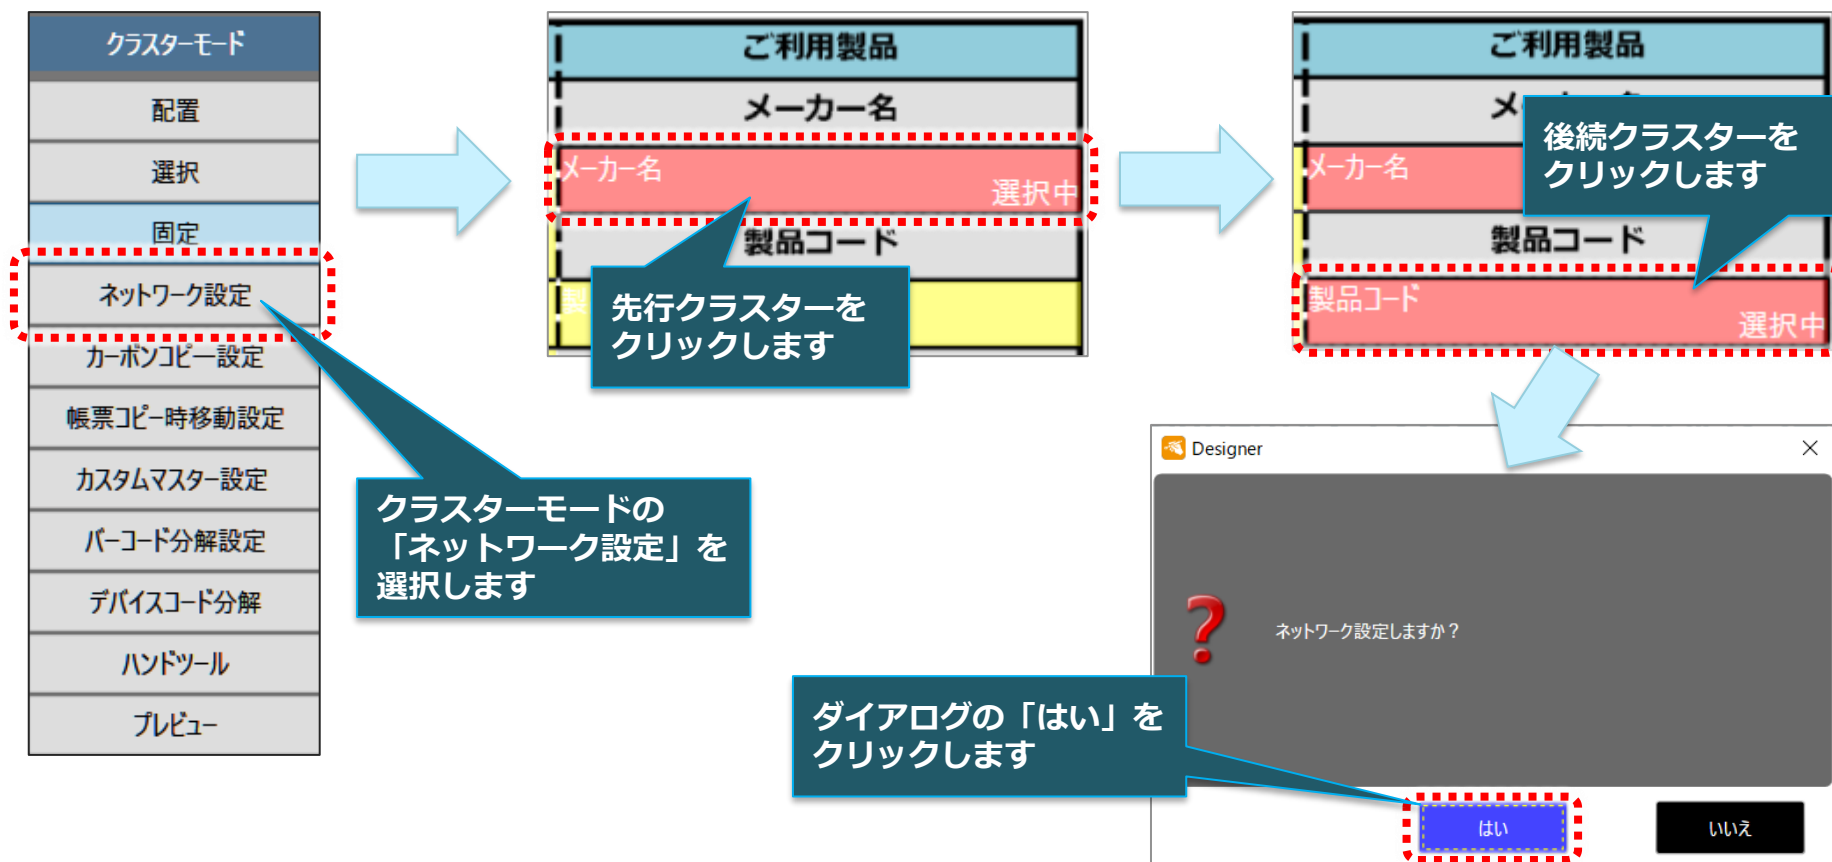 クラスターモード
配置
選択
固定
ネットワーク設定
カーボンコピー設定
帳票コピー時移動設定
カスタムマスター設定
バーコード分解設定
デバイスコード分解
ハンドツール
プレビュー
クラスターモードの
「ネットワーク設定」を
選択します
ご利用製品
メーカー名
メーカー名
選択中
製品コード
製
先行クラスターを
クリックします
ご利用製品
メーカー名
選択中
製品コード
製品コード
選択中
後続クラスターを
クリックします
Designer
ネットワーク設定しますか？
ダイアログの「はい」を
クリックします
はい
いいえ